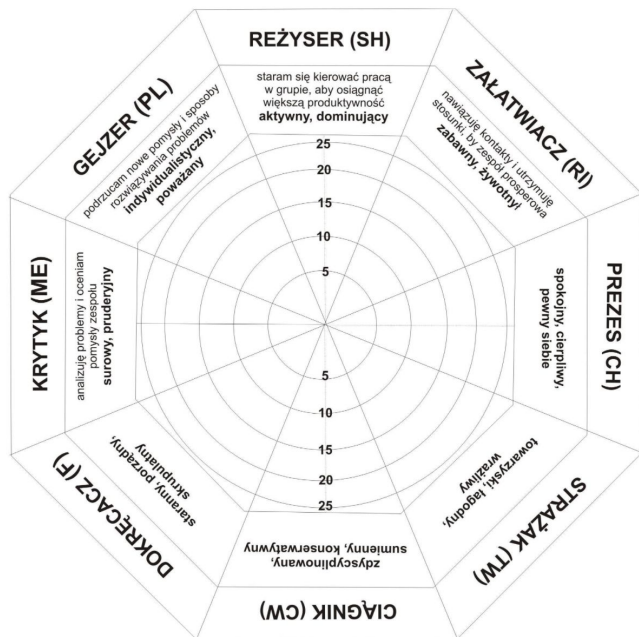 REŻYSER (SH)
staram się kierować pracą
w grupie, aby osiągnąć
większą produktywność
aktywny, dominujący
ZAŁATWIACZ (RI)
nawiązuję kontakty i utrzymuję
stosunki, by zespół prosperowa
zabawny, żywotnył
PREZES (CH)
spokojny, cierpliwy,
pewny siebie
STRAŻAK (TW)
towarzyski, łagodny,
wrażliwy
CIĄGNIK (CW)
zdyscyplinowany,
sumienny, konserwatywny
DOKRĘCACZ (F)
staranny, porządny,
skrupulatny
KRYTYK (ME)
analizuję problemy i oceniam
pomysły zespołu
surowy, pruderyjny
GEJZER (PL)
podrzucam nowe pomysły i sposoby
rozwiązywania problemów
indywidualistyczny,
poważany
25
20
15
10
5
5
10
15
20
25